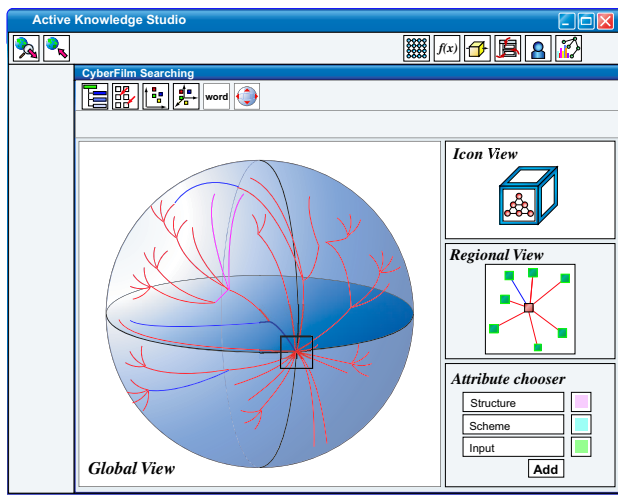 Active Knowledge Studio
f(x)
CyberFilm Searching
word
Icon View
Regional View
Attribute chooser
Structure
Scheme
Input
Add
Global View